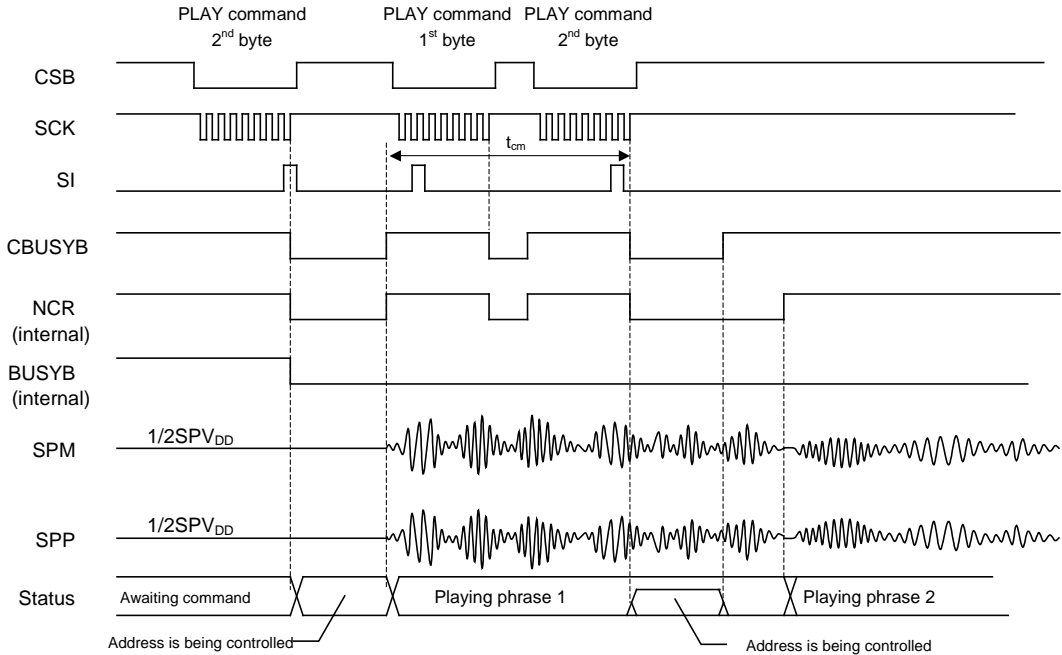 PLAY command
2nd byte
PLAY command
1st byte
PLAY command
2nd byte
CSB
SCK
tcm
SI
CBUSYB
NCR
(internal)
BUSYB
(internal)
1/2SPVDD
SPM
1/2SPVDD
SPP
Status
Awaiting command
Playing phrase 1
Playing phrase 2
Address is being controlled
Address is being controlled